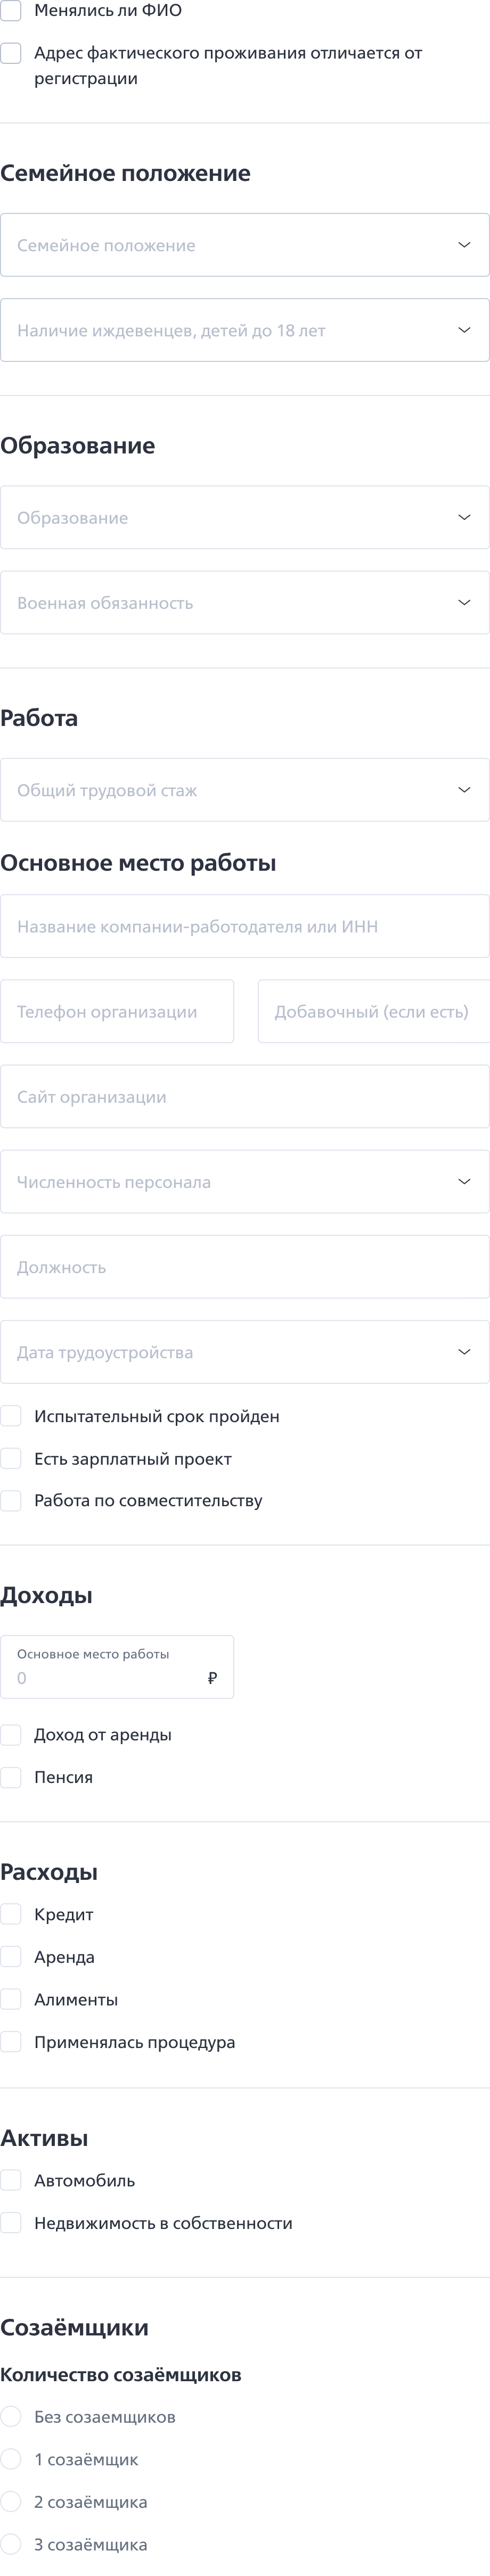 Менялись ли ФИО
Адрес фактического проживания отличается от
регистрации
Семейное положение
Семейное положение
Наличие иждевенцев, детей до 18 лет
Образование
Образование
Военная обязанность
Работа
Общий трудовой стаж
Основное место работы
Название компании-работодателя или ИНН
Телефон организации
Добавочный (если есть)
Сайт организации
Численность персонала
Должность
Дата трудоустройства
Испытательный срок пройден
Есть зарплатный проект
Работа по совместительству
Доходы
Основное место работы
0 ₽
Доход от аренды
Пенсия
Расходы
Кредит
Аренда
Алименты
Применялась процедура
Активы
Автомобиль
Недвижимость в собственности
Созаёмщики
Количество созаёмщиков
Без созаемщиков
1 созаёмщик
2 созаёмщика
3 созаёмщика